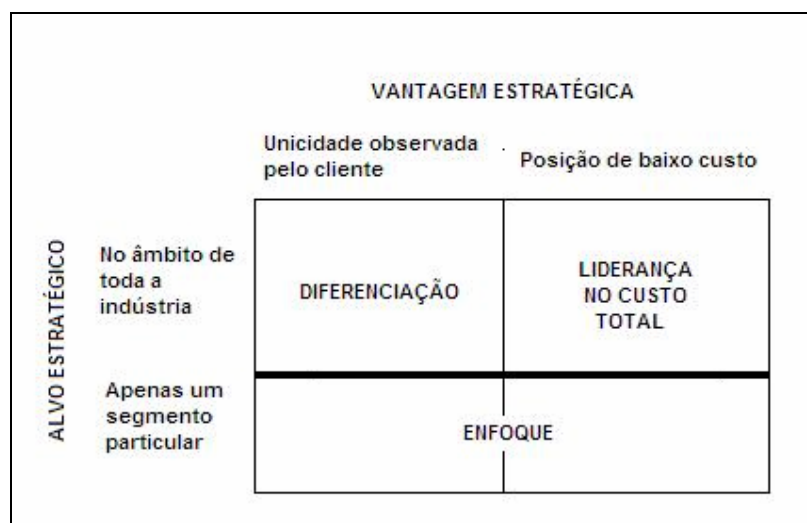 VANTAGEM ESTRATÉGICA
Unicidade observada
pelo cliente
Posição de baixo custo
ALVO ESTRATÉGICO
No âmbito de
toda a
indústria
DIFERENCIAÇÃO
LIDERANÇA
NO CUSTO
TOTAL
Apenas um
segmento
particular
ENFOQUE